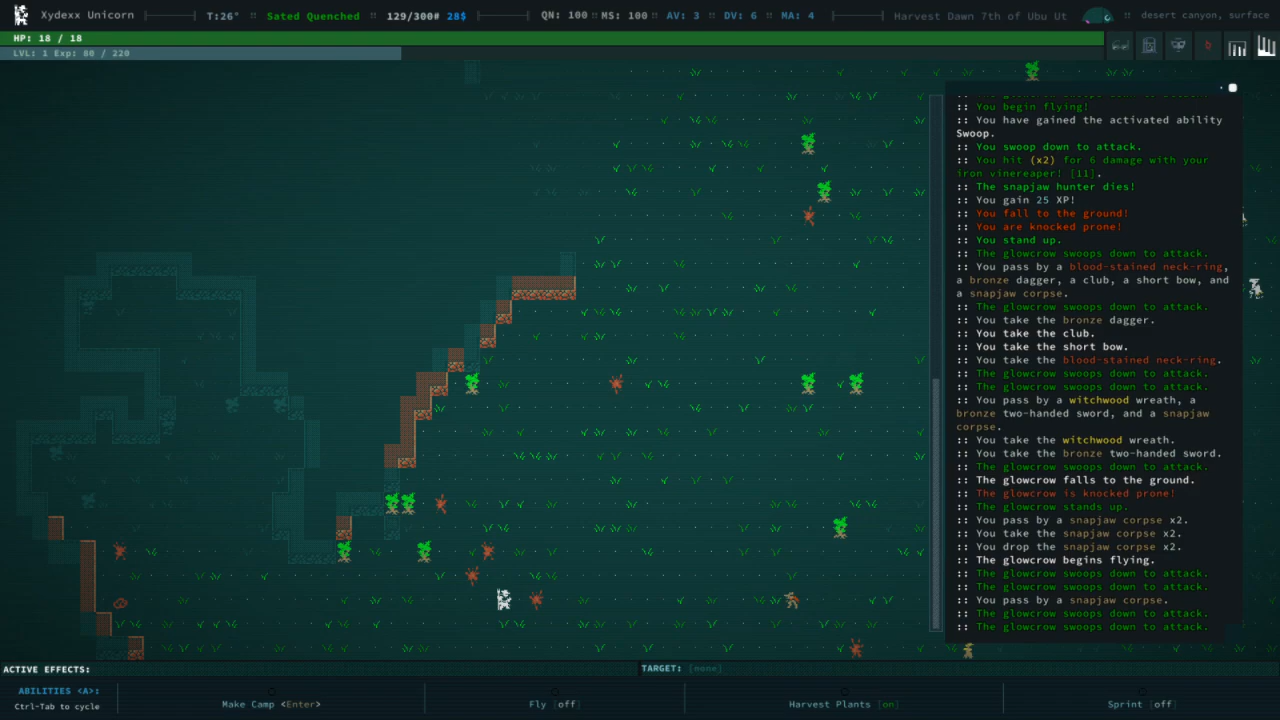 Xydexx Unicorn T:26° :: Sated Quenched :: 129/300# 28$ QN: 100 :: MS: 100 :: AV: 3 :: DV: 6 :: MA: 4 Harvest Dawn 7th of Ubu Ut :: desert canyon, surface
HP: 18 / 18
LVL: 1 Exp: 80 / 220
:: You begin flying!
:: You have gained the activated ability
Swoop.
:: You swoop down to attack.
:: You hit (x2) for 6 damage with your
iron vinereaper! [11].
:: The snapjaw hunter dies!
:: You gain 25 XP!
:: You fall to the ground!
:: You are knocked prone!
:: You stand up.
:: The glowcrow swoops down to attack.
:: You pass by a blood-stained neck-ring,
a bronze dagger, a club, a short bow, and
a snapjaw corpse.
:: The glowcrow swoops down to attack.
:: You take the bronze dagger.
:: You take the club.
:: You take the short bow.
:: You take the blood-stained neck-ring.
:: The glowcrow swoops down to attack.
:: The glowcrow swoops down to attack.
:: You pass by a witchwood wreath, a
bronze two-handed sword, and a snapjaw
corpse.
:: You take the witchwood wreath.
:: You take the bronze two-handed sword.
:: The glowcrow swoops down to attack.
:: The glowcrow falls to the ground.
:: The glowcrow is knocked prone!
:: The glowcrow stands up.
:: You pass by a snapjaw corpse x2.
:: You take the snapjaw corpse x2.
:: You drop the snapjaw corpse x2.
:: The glowcrow begins flying.
:: The glowcrow swoops down to attack.
:: The glowcrow swoops down to attack.
:: You pass by a snapjaw corpse.
:: The glowcrow swoops down to attack.
:: The glowcrow swoops down to attack.
ACTIVE EFFECTS: TARGET: [none]
ABILITIES <A>:
Ctrl-Tab to cycle
Make Camp <Enter> Fly [off] Harvest Plants [on] Sprint [off]